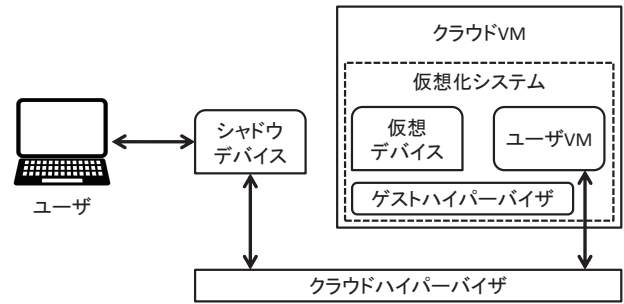 クラウドVM
仮想化システム
シャドウ
デバイス
仮想
デバイス
ユーザVM
ユーザ
ゲストハイパーバイザ
クラウドハイパーバイザ